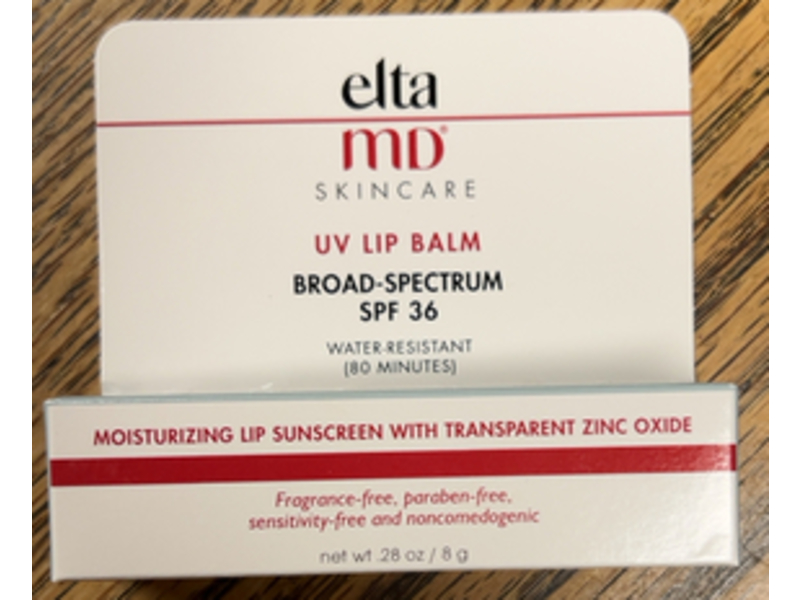 elta
MD®
SKINCARE
UV LIP BALM
BROAD-SPECTRUM
SPF 36
WATER-RESISTANT
(80 MINUTES)
MOISTURIZING LIP SUNSCREEN WITH TRANSPARENT ZINC OXIDE
Fragrance-free, paraben-free,
sensitivity-free and noncomedogenic
net wt .28 oz / 8 g